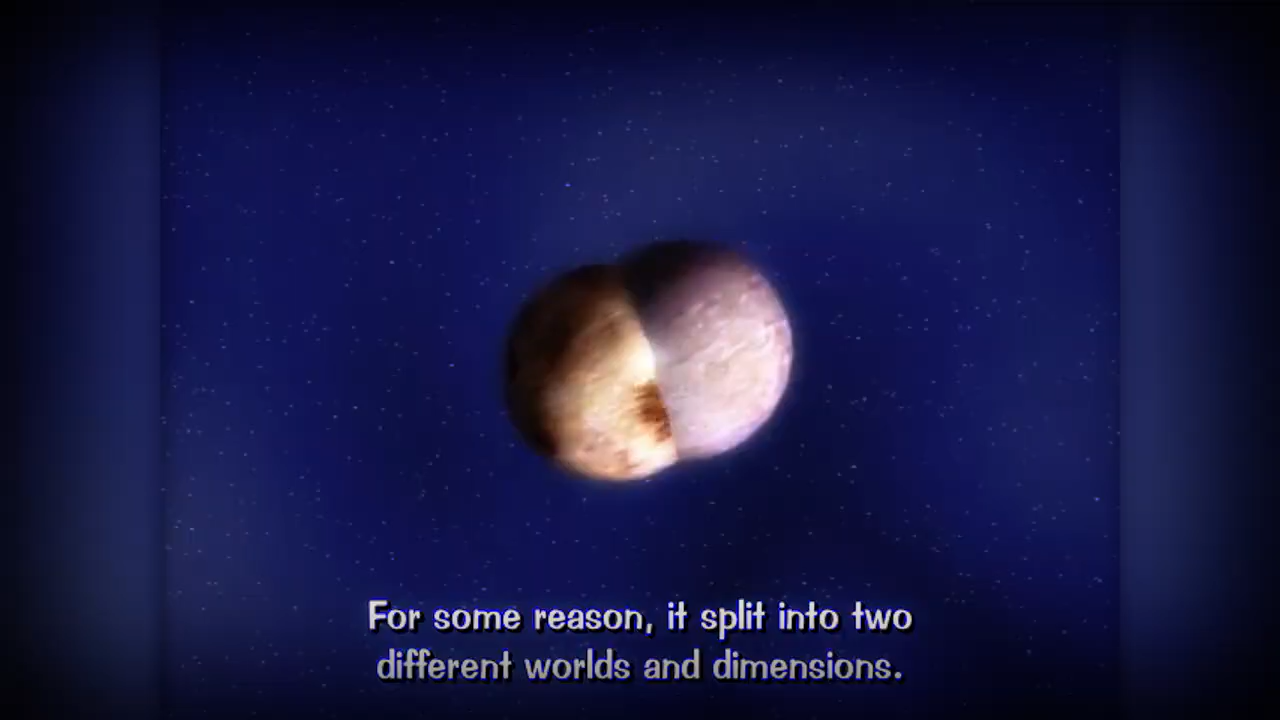 For some reason, it split into two
different worlds and dimensions.